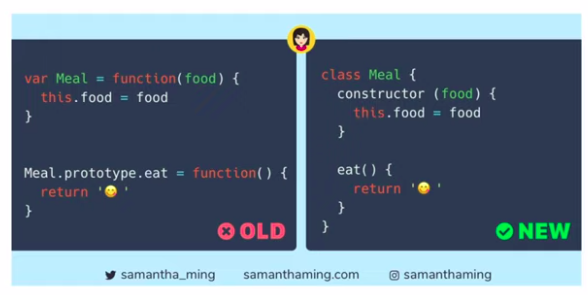 var Meal = function(food) {
this.food = food
}
Meal.prototype.eat = function() {
return '😋 '
}
OLD
class Meal {
constructor (food) {
this.food = food
}
eat() {
return '😋 '
}
}
NEW
samantha_ming samanthaming.com samanthaming